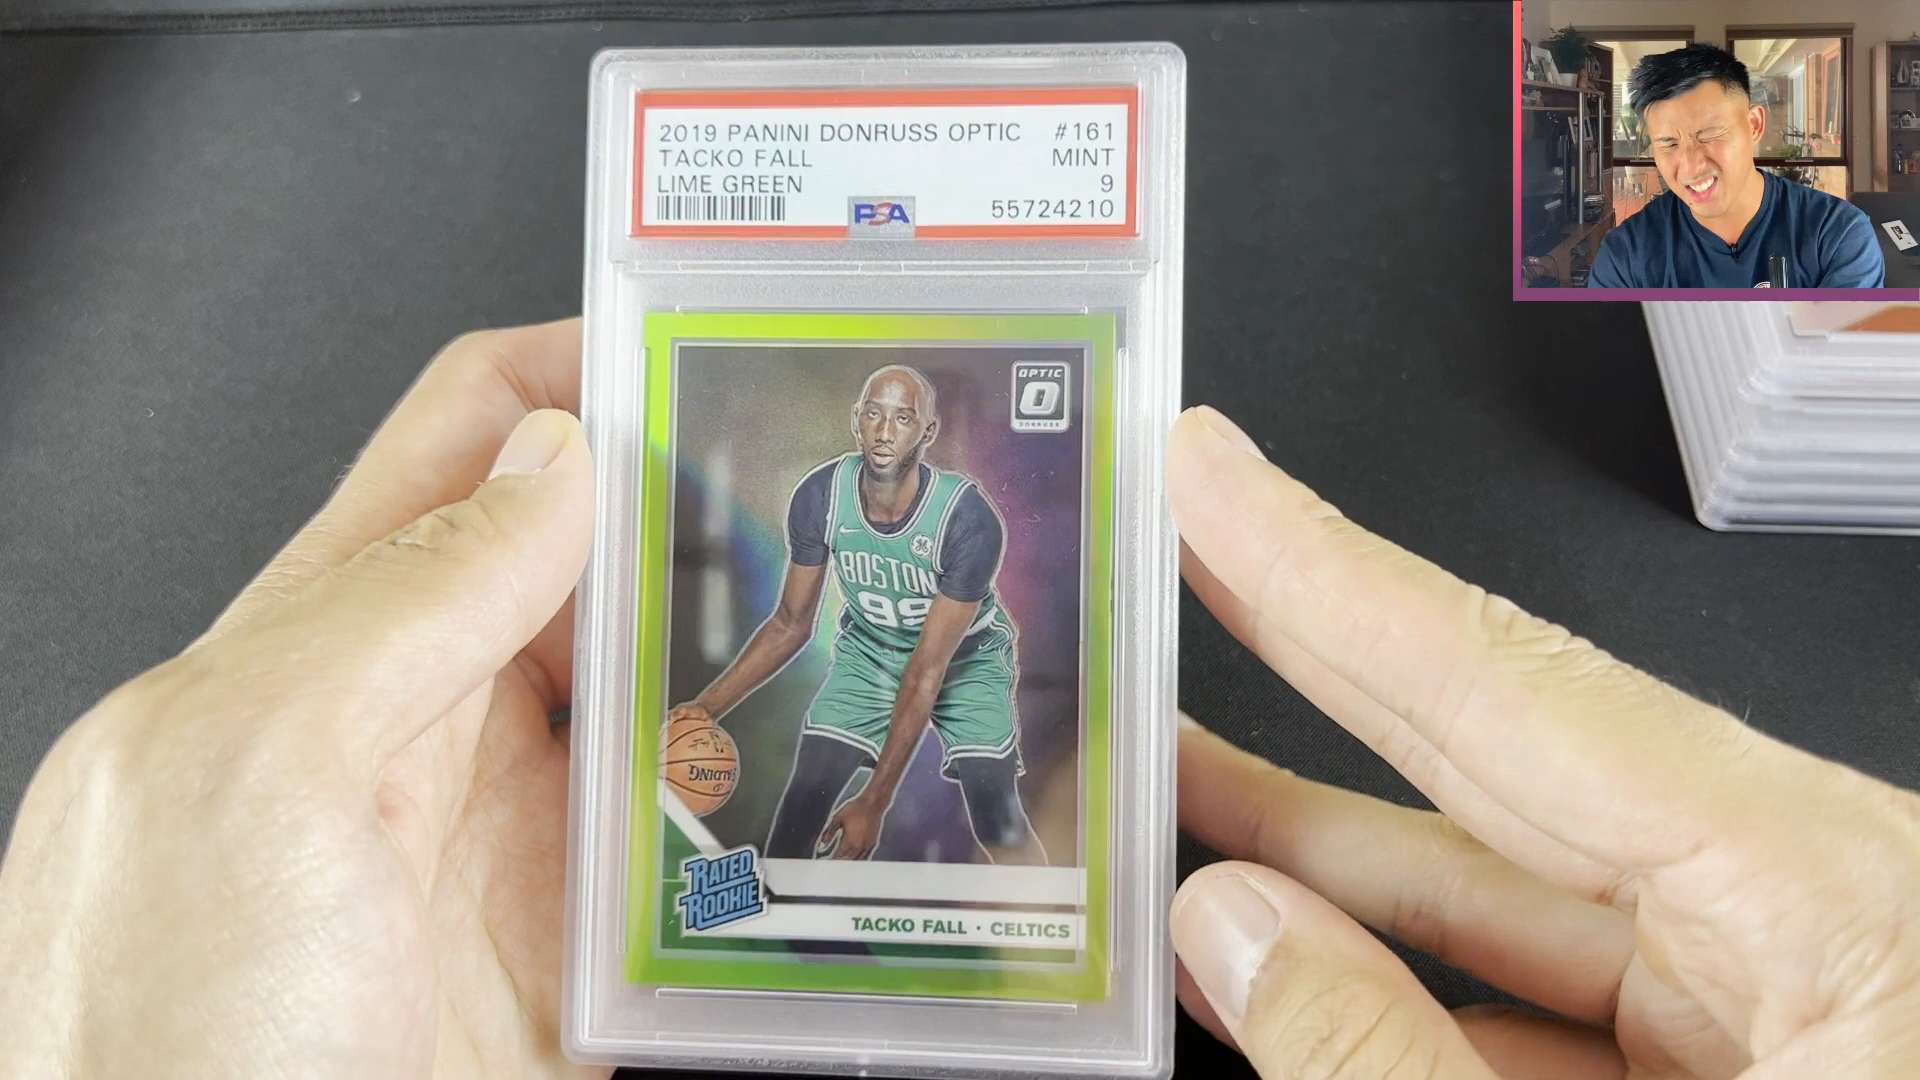 2019 PANINI DONRUSS OPTIC #161
TACKO FALL MINT
LIME GREEN 9
PSA 55724210
OPTIC
O
DONRUSS
BOSTON
99
SPALDING
RATED
ROOKIE
TACKO FALL · CELTICS